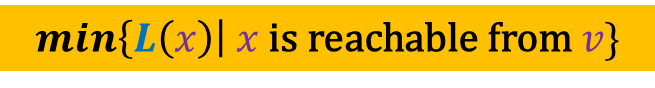 min{L(x)| x is reachable from v}